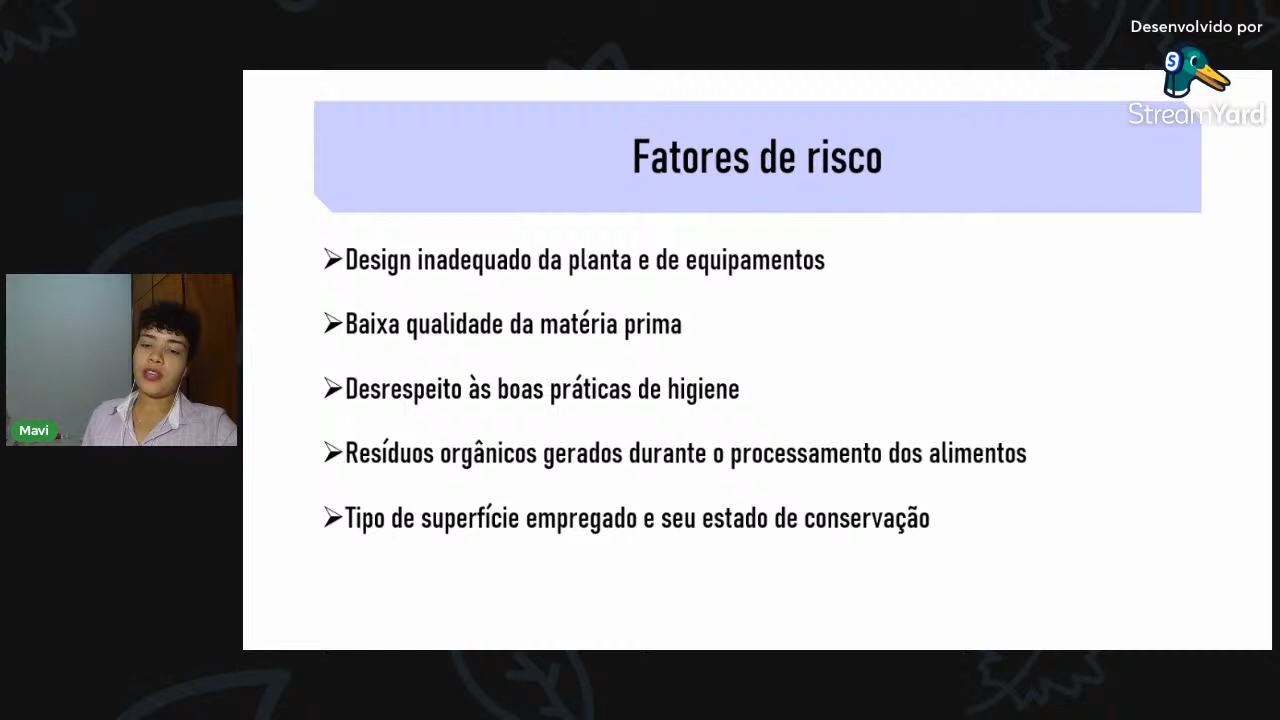 Desenvolvido por
StreamYard
Fatores de risco
➢Design inadequado da planta e de equipamentos
➢Baixa qualidade da matéria prima
➢Desrespeito às boas práticas de higiene
➢Resíduos orgânicos gerados durante o processamento dos alimentos
➢Tipo de superfície empregado e seu estado de conservação
Mavi